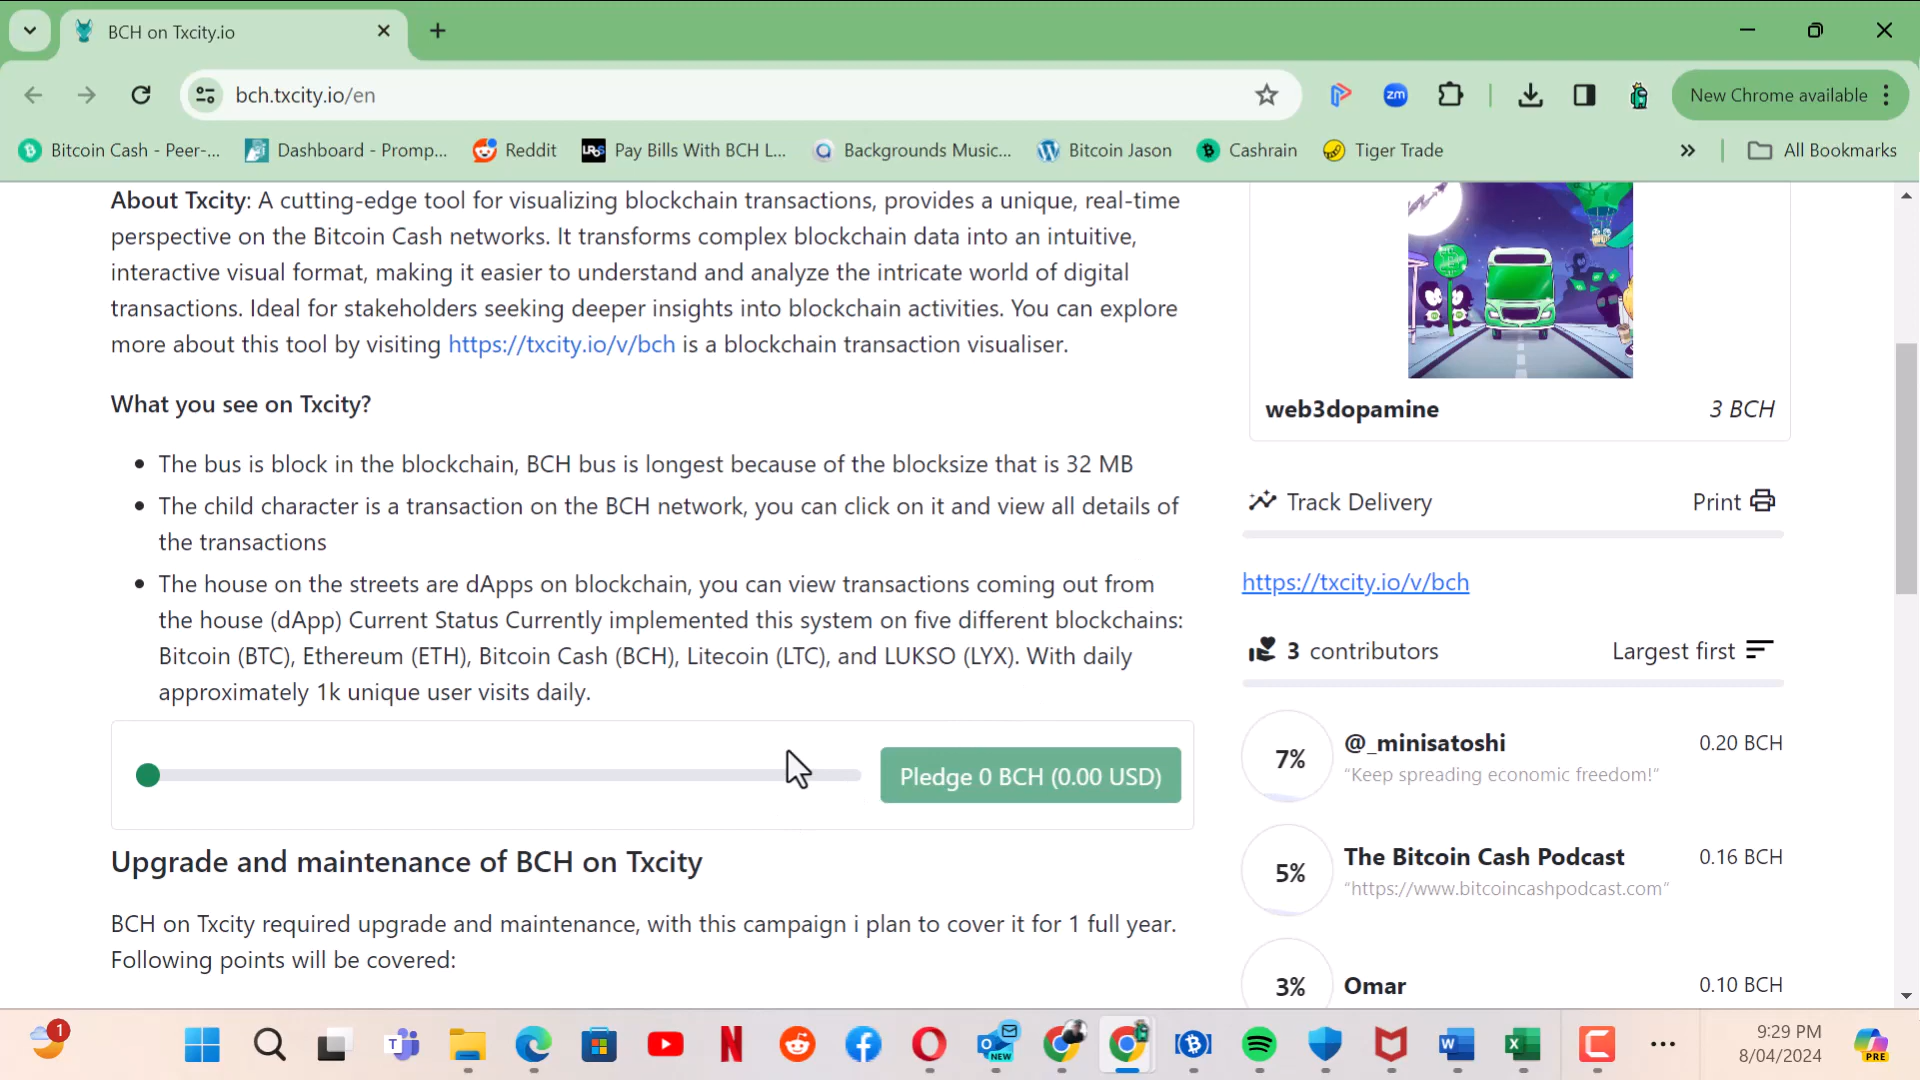 BCH on Txcity.io
bch.txcity.io/en
zm
New Chrome available
Bitcoin Cash - Peer-...
Dashboard - Promp...
Reddit
Pay Bills With BCH L...
Backgrounds Music...
Bitcoin Jason
Cashrain
Tiger Trade
All Bookmarks
About Txcity: A cutting-edge tool for visualizing blockchain transactions, provides a unique, real-time
perspective on the Bitcoin Cash networks. It transforms complex blockchain data into an intuitive,
interactive visual format, making it easier to understand and analyze the intricate world of digital
transactions. Ideal for stakeholders seeking deeper insights into blockchain activities. You can explore
more about this tool by visiting https://txcity.io/v/bch is a blockchain transaction visualiser.
What you see on Txcity?
The bus is block in the blockchain, BCH bus is longest because of the blocksize that is 32 MB
The child character is a transaction on the BCH network, you can click on it and view all details of
the transactions
The house on the streets are dApps on blockchain, you can view transactions coming out from
the house (dApp) Current Status Currently implemented this system on five different blockchains:
Bitcoin (BTC), Ethereum (ETH), Bitcoin Cash (BCH), Litecoin (LTC), and LUKSO (LYX). With daily
approximately 1k unique user visits daily.
Pledge 0 BCH (0.00 USD)
Upgrade and maintenance of BCH on Txcity
BCH on Txcity required upgrade and maintenance, with this campaign i plan to cover it for 1 full year.
Following points will be covered:
web3dopamine 3 BCH
Track Delivery Print
https://txcity.io/v/bch
3 contributors Largest first
7% @_minisatoshi 0.20 BCH
"Keep spreading economic freedom!"
5% The Bitcoin Cash Podcast 0.16 BCH
"https://www.bitcoincashpodcast.com"
3% Omar 0.10 BCH
1
NEW
9:29 PM
8/04/2024
PRE